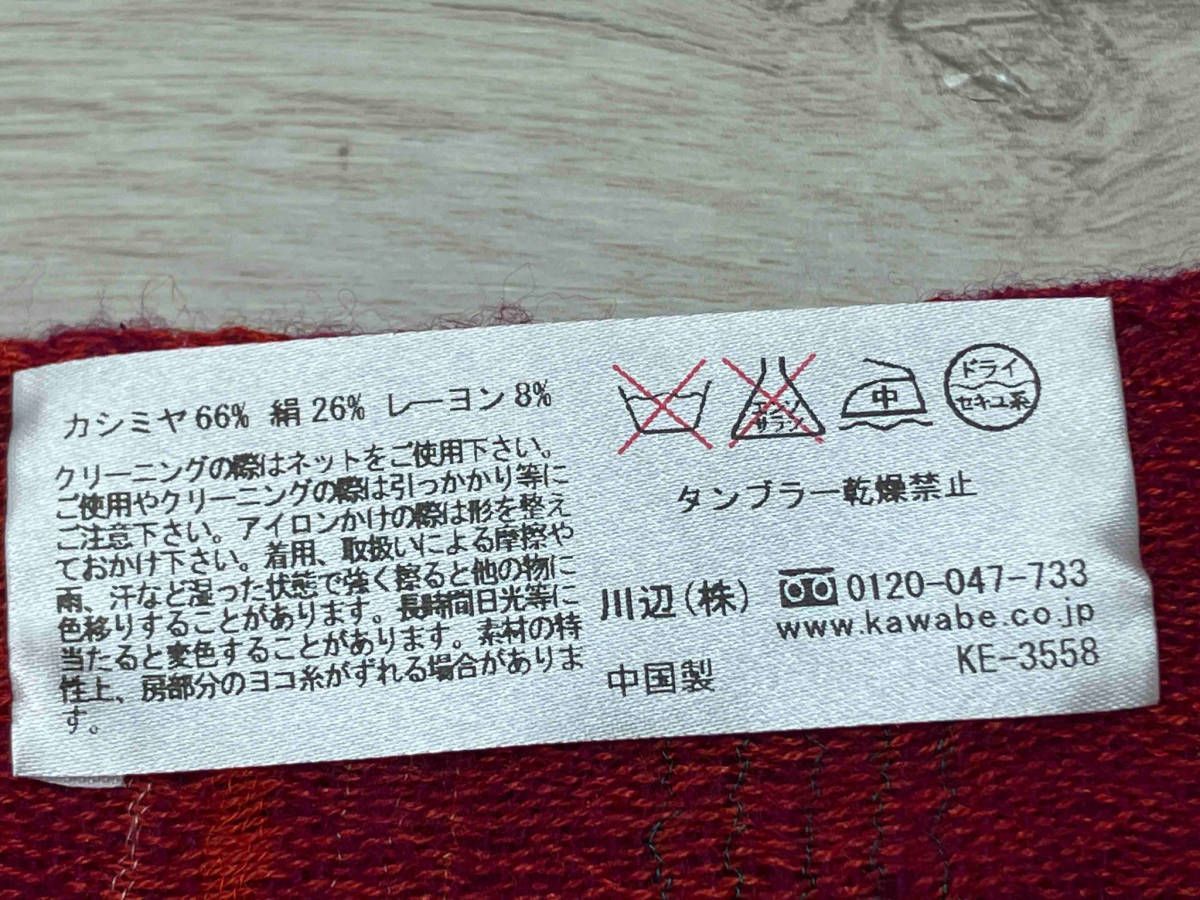 カシミヤ66% 絹26% レーヨン8%
クリーニングの際はネットをご使用下さい。
ご使用やクリーニングの際は引っかかり等に
ご注意下さい。アイロンかけの際は形を整え
ておかけ下さい。着用、取扱いによる摩擦や
雨、汗など湿った状態で強く擦ると他の物に
色移りすることがあります。長時間日光等に
当たると変色することがあります。素材の特
性上、房部分のヨコ糸がずれる場合がありま
す。
エンソ
サラシ
中
ドライ
セキユ系
タンブラー乾燥禁止
川辺(株) 0120-047-733
www.kawabe.co.jp
中国製 KE-3558